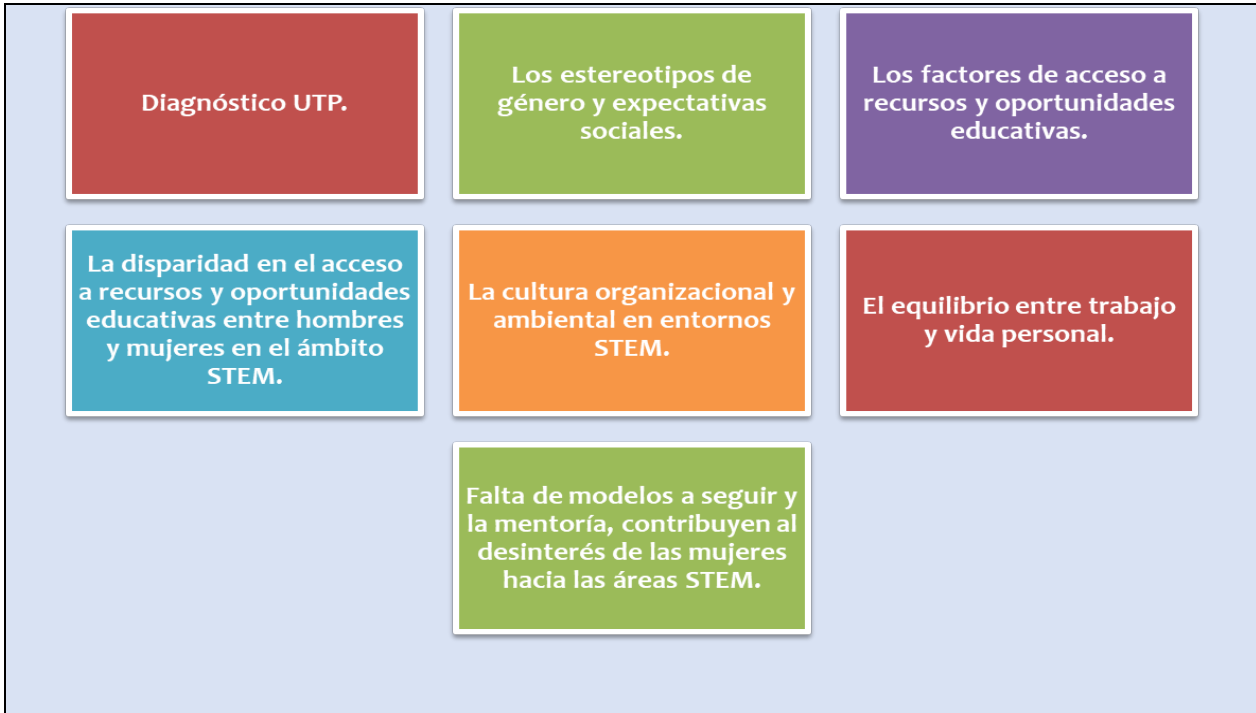 Diagnóstico UTP.
Los estereotipos de
género y expectativas
sociales.
Los factores de acceso a
recursos y oportunidades
educativas.
La disparidad en el acceso
a recursos y oportunidades
educativas entre hombres
y mujeres en el ámbito
STEM.
La cultura organizacional y
ambiental en entornos
STEM.
El equilibrio entre trabajo
y vida personal.
Falta de modelos a seguir y
la mentoría, contribuyen al
desinterés de las mujeres
hacia las áreas STEM.